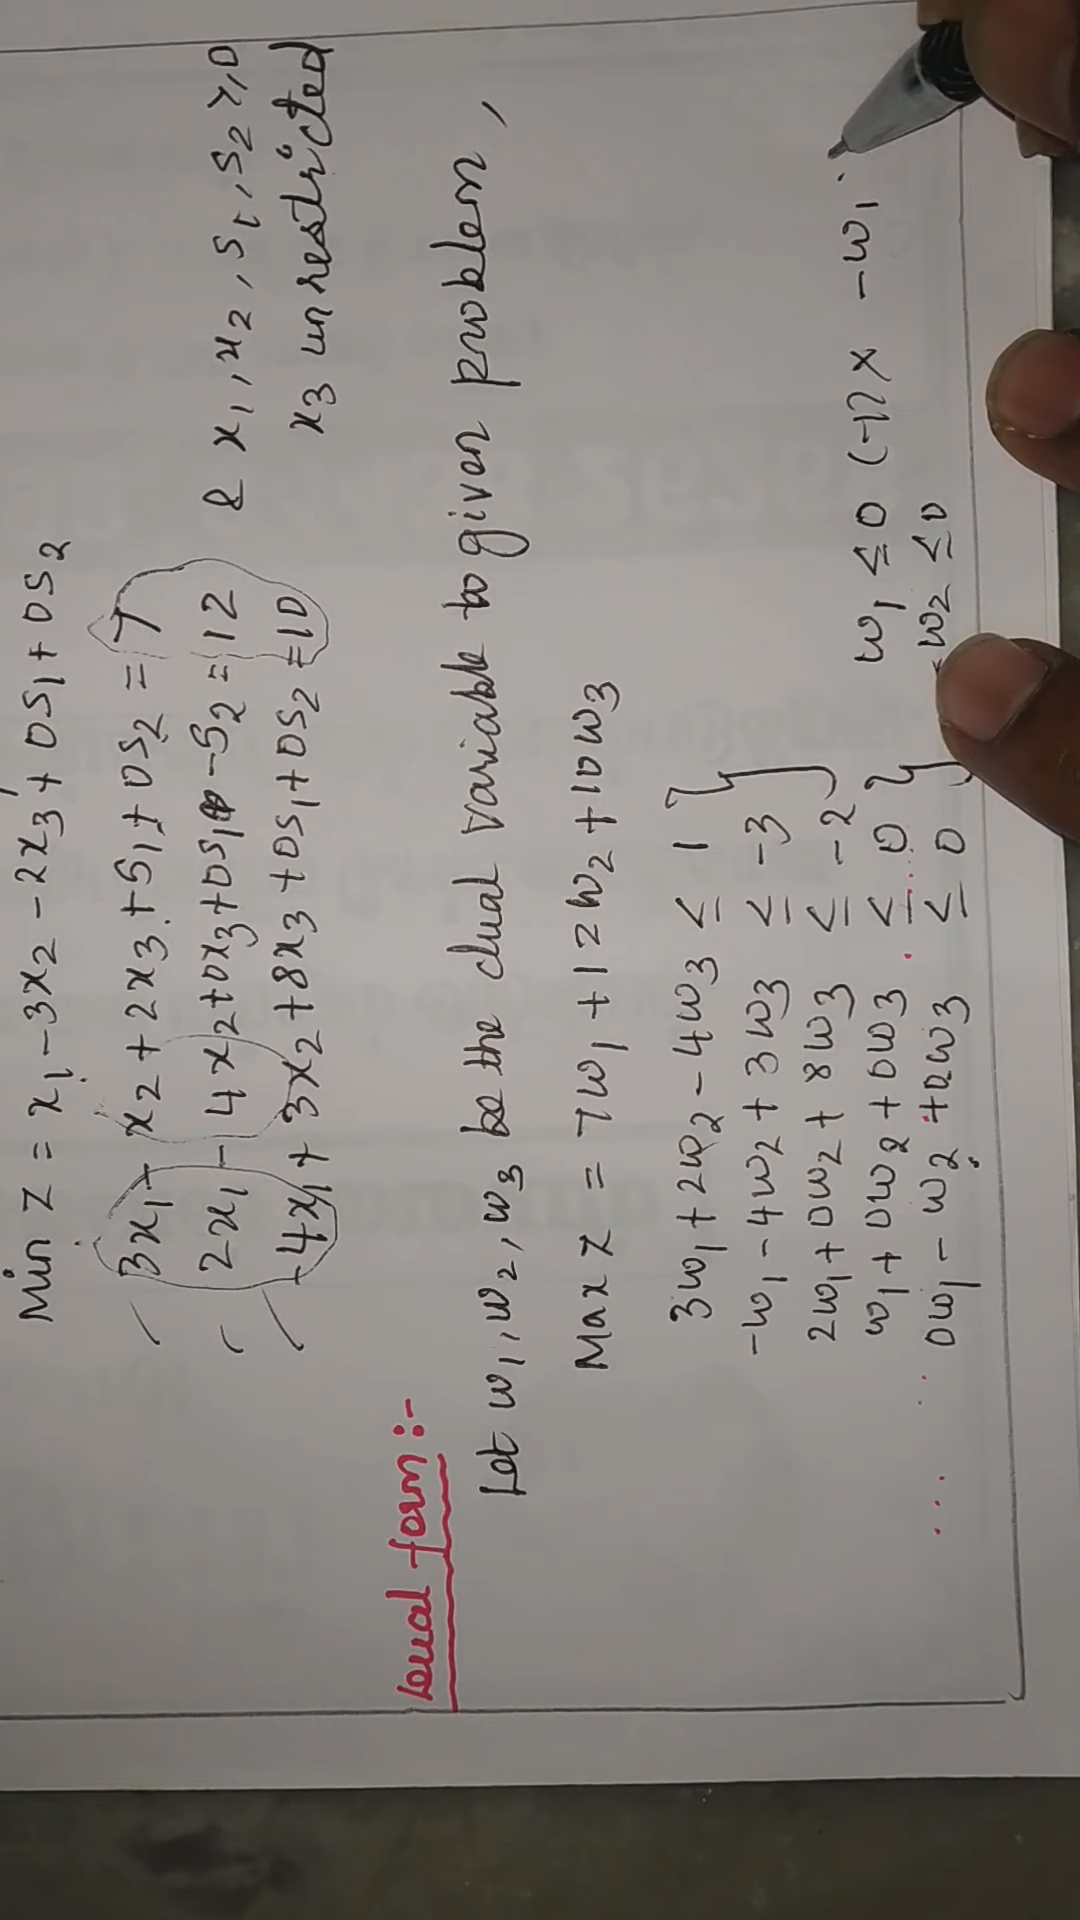 Min Z = x1 - 3x2 - 2x3 + 0S1 + 0S2
3x1 - x2 + 2x3 + S1 + 0S2 = 7
2x1 - 4x2 + 0x3 + 0S1 - S2 = 12
-4x1 + 3x2 + 8x3 + 0S1 + 0S2 = 10
& x1, x2, S1, S2 ≥ 0
x3 unrestricted
Dual form:-
Let w1, w2, w3 be the dual variable to given problem,
Max Z = 7w1 + 12w2 + 10w3
3w1 + 2w2 - 4w3 ≤ 1
-w1 - 4w2 + 3w3 ≤ -3
2w1 + 0w2 + 8w3 ≤ -2
w1 + 0w2 + 0w3 ≤ 0
0w1 - w2 + 0w3 ≤ 0
w1 ≤ 0 (-1) x -w1
-w2 ≤ 0